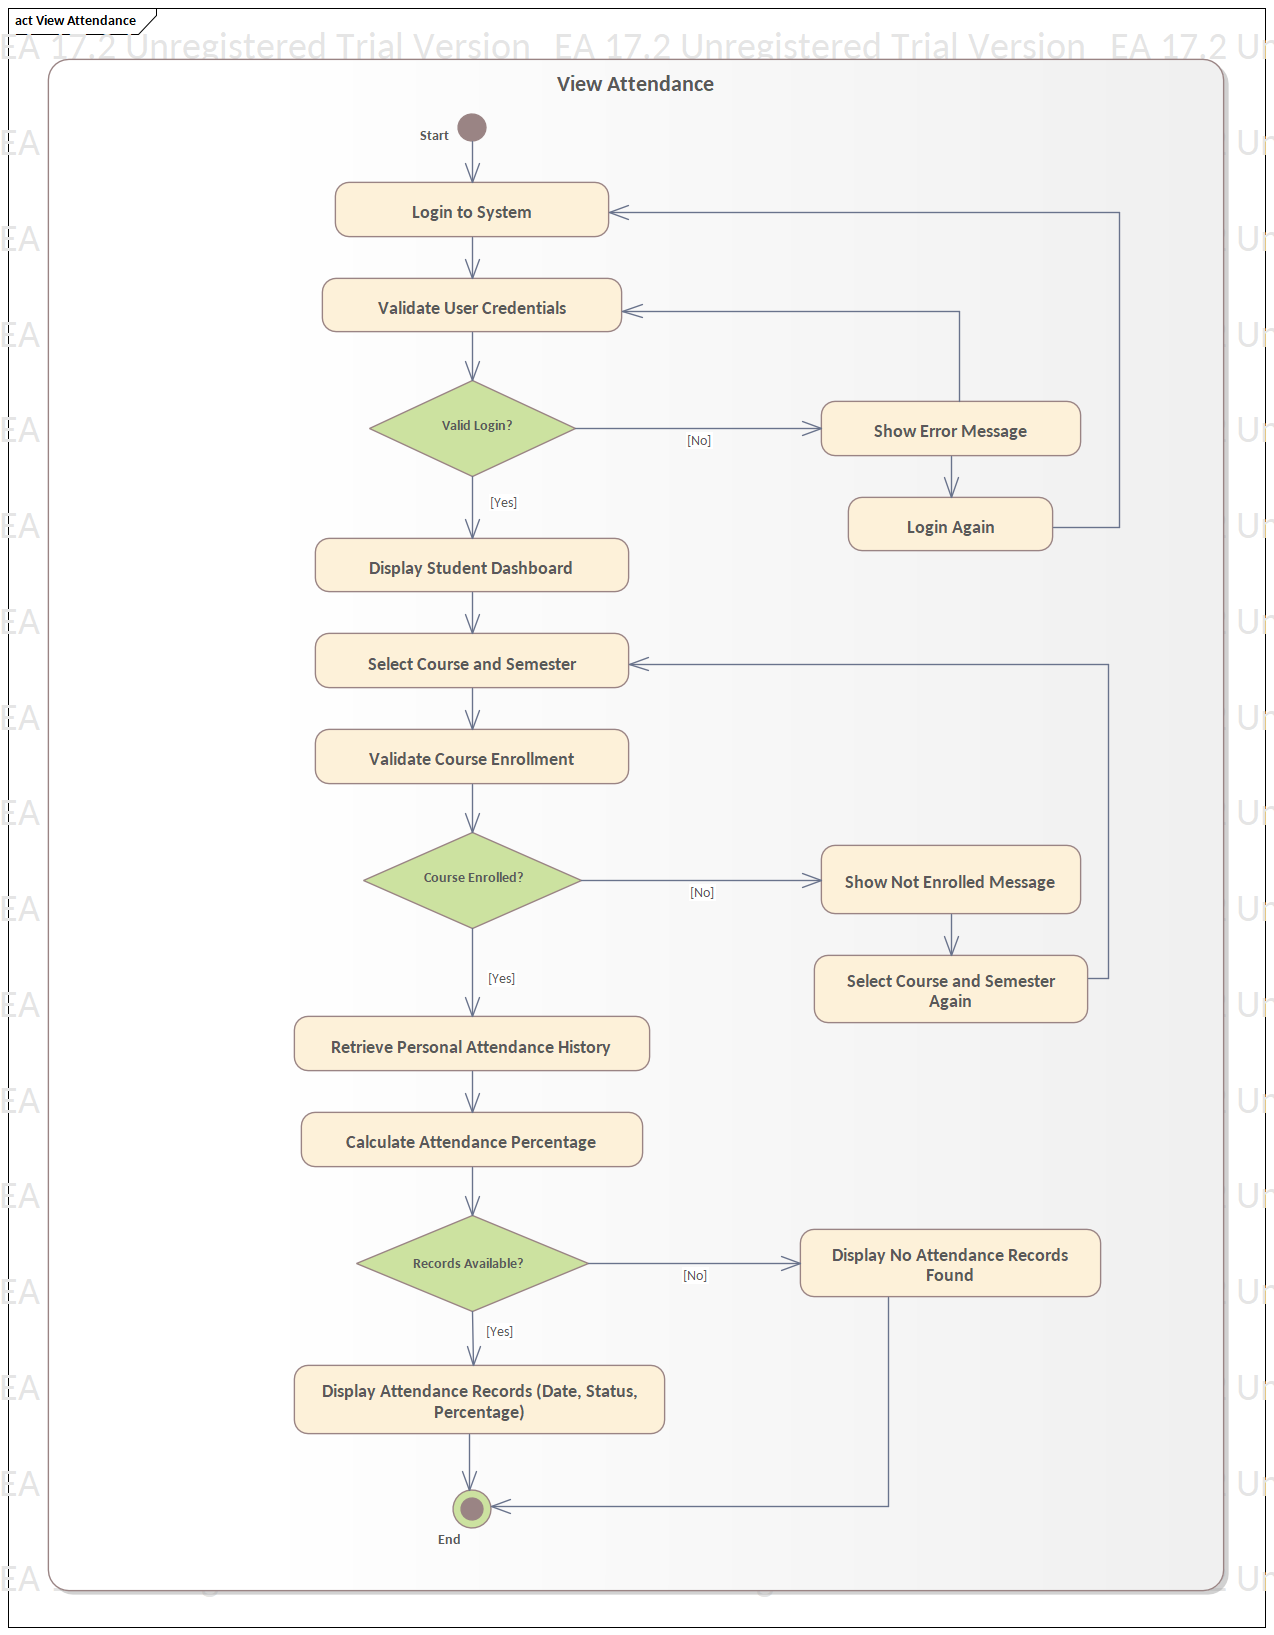 act View Attendance
EA 17.2 Unregistered Trial Version EA 17.2 Unregistered Trial Version EA 17.2 Un
View Attendance
Start
Login to System
Validate User Credentials
Valid Login?
[No]
Show Error Message
[Yes]
Login Again
Display Student Dashboard
Select Course and Semester
Validate Course Enrollment
Course Enrolled?
[No]
Show Not Enrolled Message
[Yes]
Select Course and Semester
Again
Retrieve Personal Attendance History
Calculate Attendance Percentage
Records Available?
[No]
Display No Attendance Records
Found
[Yes]
Display Attendance Records (Date, Status,
Percentage)
End